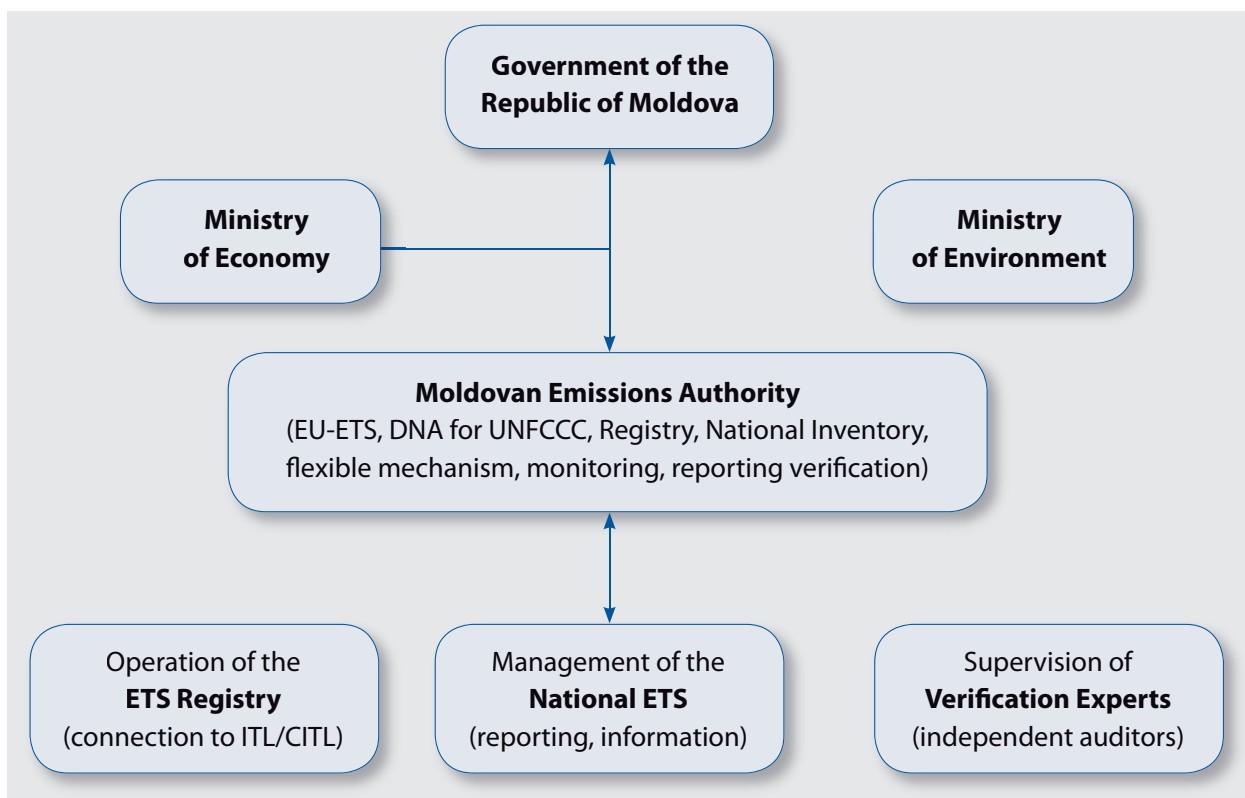 Government of the
Republic of Moldova
Ministry
of Economy
Ministry
of Environment
Moldovan Emissions Authority
(EU-ETS, DNA for UNFCCC, Registry, National Inventory,
flexible mechanism, monitoring, reporting verification)
Operation of the
ETS Registry
(connection to ITL/CITL)
Management of the
National ETS
(reporting, information)
Supervision of
Verification Experts
(independent auditors)